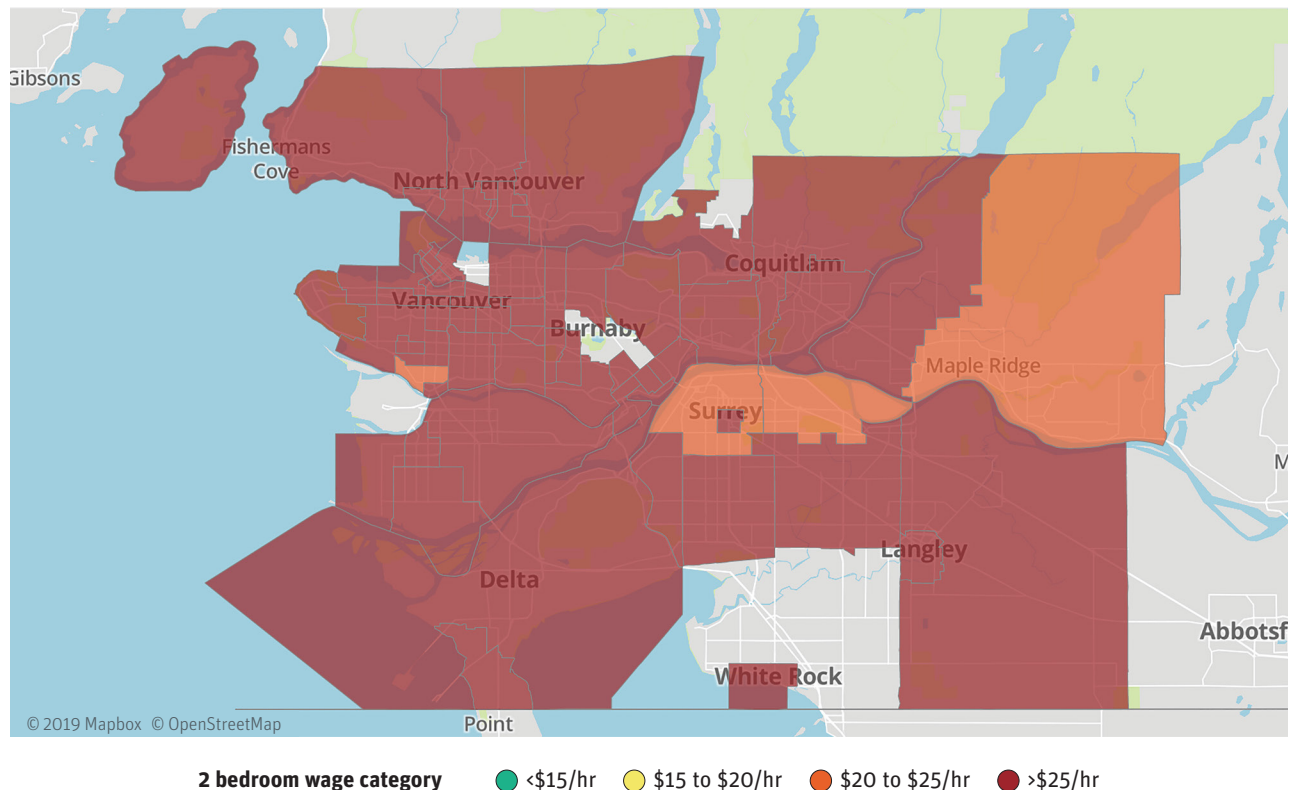 Gibsons
Fishermans
Cove
North Vancouver
Coquitlam
Vancouver
Burnaby
Maple Ridge
Surrey
Langley
Delta
Abbotsf
White Rock
© 2019 Mapbox © OpenStreetMap
Point
M
2 bedroom wage category
<$15/hr
$15 to $20/hr
$20 to $25/hr
>$25/hr